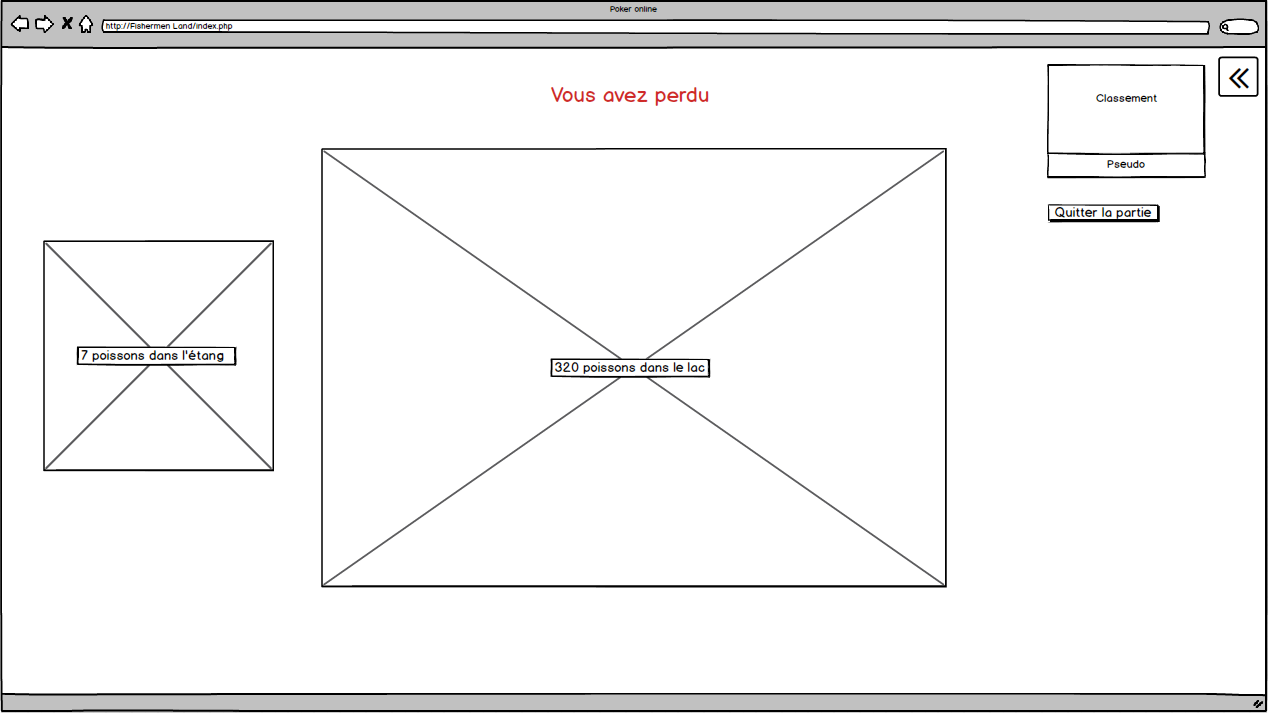 Poker online
http://Fishermen Land/index.php
Vous avez perdu
Classement
Pseudo
Quitter la partie
7 poissons dans l'étang
320 poissons dans le lac